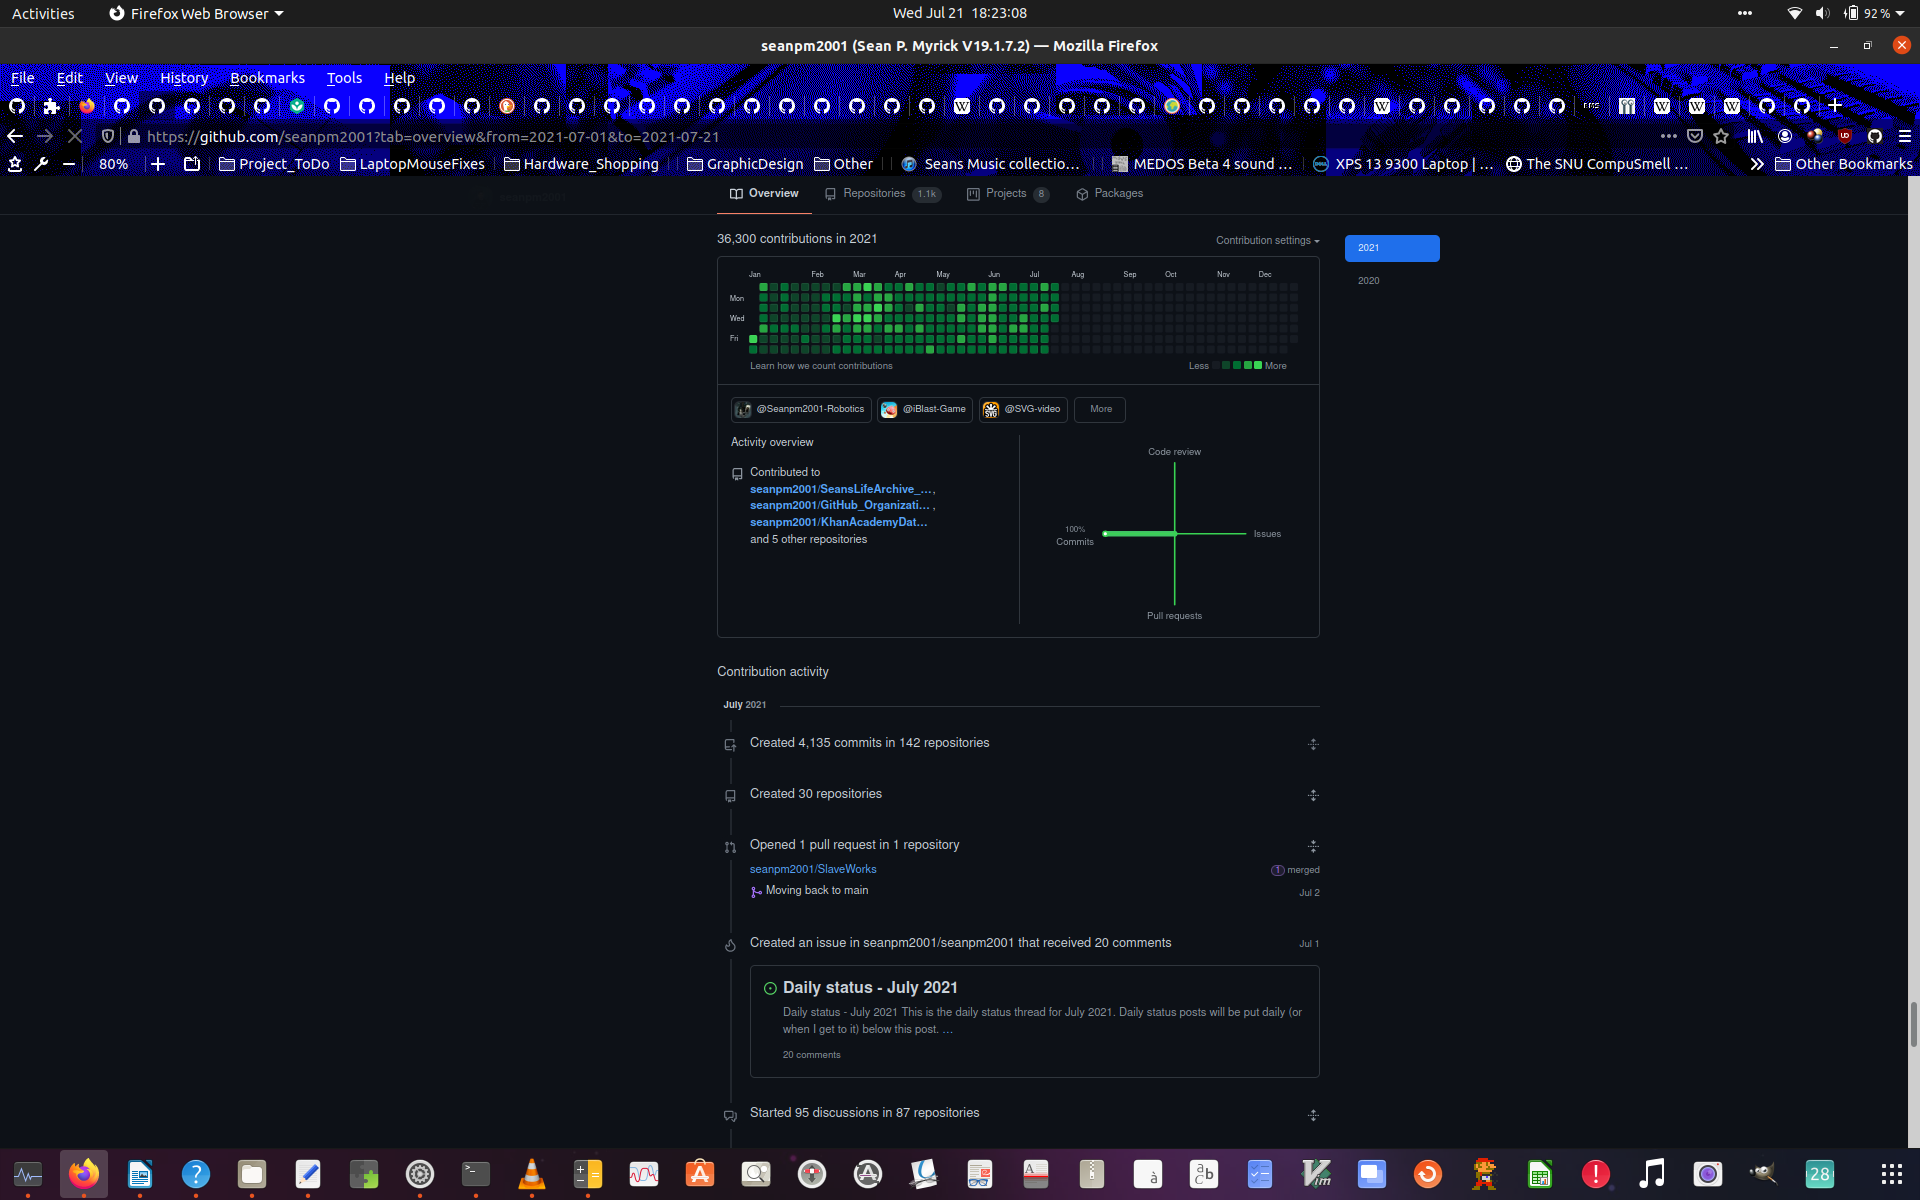 Activities Firefox Web Browser Wed Jul 21 18:23:08 92 %
seanpm2001 (Sean P. Myrick V19.1.7.2) — Mozilla Firefox
File Edit View History Bookmarks Tools Help
https://github.com/seanpm2001?tab=overview&from=2021-07-01&to=2021-07-21
80% Project_ToDo LaptopMouseFixes Hardware_Shopping GraphicDesign Other Seans Music collectio... MEDOS Beta 4 sound ... XPS 13 9300 Laptop | ... The SNU CompuSmell ... Other Bookmarks
Overview Repositories 1.1k Projects 8 Packages
36,300 contributions in 2021 Contribution settings
2021
2020
Jan Feb Mar Apr May Jun Jul Aug Sep Oct Nov Dec
Mon
Wed
Fri
Learn how we count contributions Less More
@Seanpm2001-Robotics @iBlast-Game @SVG-video More
Activity overview
Contributed to
seanpm2001/SeansLifeArchive_... ,
seanpm2001/GitHub_Organizati... ,
seanpm2001/KhanAcademyDat...
and 5 other repositories
Code review
100%
Commits
Issues
Pull requests
Contribution activity
July 2021
Created 4,135 commits in 142 repositories
Created 30 repositories
Opened 1 pull request in 1 repository
seanpm2001/SlaveWorks 1 merged
Moving back to main Jul 2
Created an issue in seanpm2001/seanpm2001 that received 20 comments Jul 1
Daily status - July 2021
Daily status - July 2021 This is the daily status thread for July 2021. Daily status posts will be put daily (or
when I get to it) below this post. ...
20 comments
Started 95 discussions in 87 repositories
28